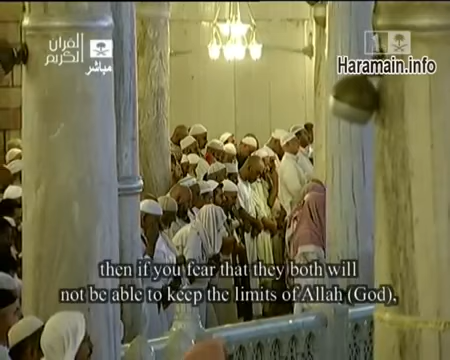 القرآن
الكريم
مباشر
1
Haramain.info
then if you fear that they both will
not be able to keep the limits of Allah (God),